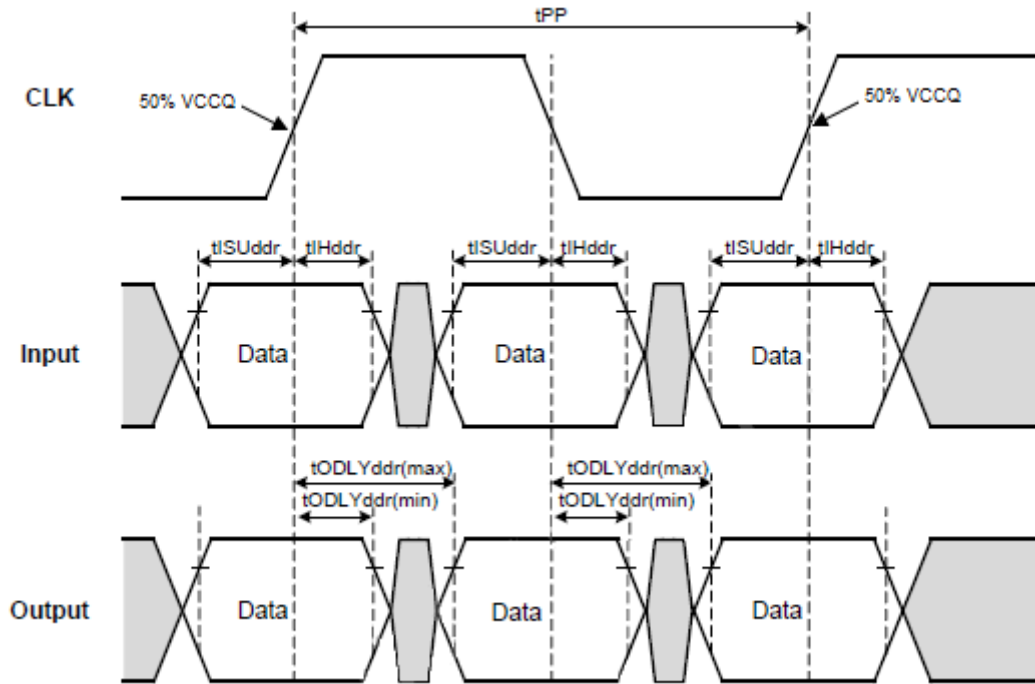 tPP
CLK
50% VCCQ
50% VCCQ
tISUddr tIHddr tISUddr tIHddr tISUddr tIHddr
Input Data Data Data
tODLYddr(max) tODLYddr(max)
tODLYddr(min) tODLYddr(min)
Output Data Data Data